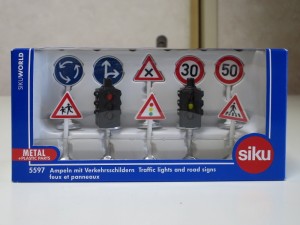 SIKUWORLD
30
50
METAL
+PLASTIC PARTS
siku
5597 Ampeln mit Verkehrsschildern Traffic lights and road signs
feux et panneaux